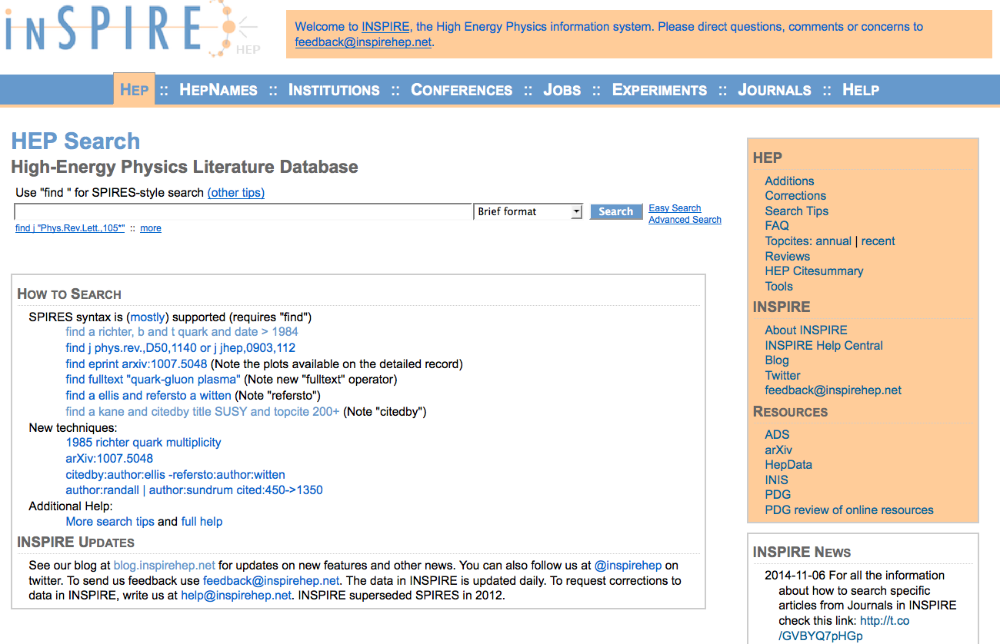 iNSPIRE HEP
Welcome to INSPIRE, the High Energy Physics information system. Please direct questions, comments or concerns to
feedback@inspirehep.net.
HEP :: HEPNAMES :: INSTITUTIONS :: CONFERENCES :: JOBS :: EXPERIMENTS :: JOURNALS :: HELP
HEP Search
High-Energy Physics Literature Database
Use "find " for SPIRES-style search (other tips)
Brief format
Search
Easy Search
Advanced Search
find j "Phys.Rev.Lett.,105*" :: more
HOW TO SEARCH
SPIRES syntax is (mostly) supported (requires "find")
find a richter, b and t quark and date > 1984
find j phys.rev.,D50,1140 or j jhep,0903,112
find eprint arxiv:1007.5048 (Note the plots available on the detailed record)
find fulltext "quark-gluon plasma" (Note new "fulltext" operator)
find a ellis and refersto a witten (Note "refersto")
find a kane and citedby title SUSY and topcite 200+ (Note "citedby")
New techniques:
1985 richter quark multiplicity
arXiv:1007.5048
citedby:author:ellis -refersto:author:witten
author:randall | author:sundrum cited:450->1350
Additional Help:
More search tips and full help
INSPIRE UPDATES
See our blog at blog.inspirehep.net for updates on new features and other news. You can also follow us at @inspirehep on
twitter. To send us feedback use feedback@inspirehep.net. The data in INSPIRE is updated daily. To request corrections to
data in INSPIRE, write us at help@inspirehep.net. INSPIRE superseded SPIRES in 2012.
HEP
Additions
Corrections
Search Tips
FAQ
Topcites: annual | recent
Reviews
HEP Citesummary
Tools
INSPIRE
About INSPIRE
INSPIRE Help Central
Blog
Twitter
feedback@inspirehep.net
RESOURCES
ADS
arXiv
HepData
INIS
PDG
PDG review of online resources
INSPIRE NEWS
2014-11-06 For all the information
about how to search specific
articles from Journals in INSPIRE
check this link: http://t.co
/GVBYQ7pHGp